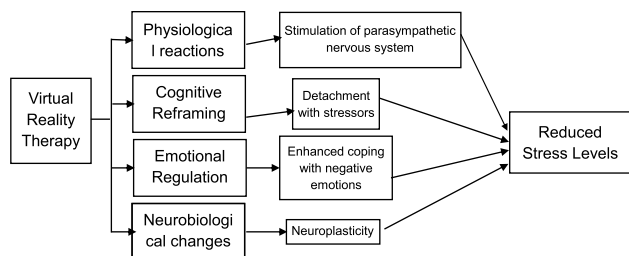 Virtual
Reality
Therapy
Physiologica
l reactions
Stimulation of parasympathetic
nervous system
Cognitive
Reframing
Detachment
with stressors
Emotional
Regulation
Enhanced coping
with negative
emotions
Neurobiologi
cal changes
Neuroplasticity
Reduced
Stress Levels